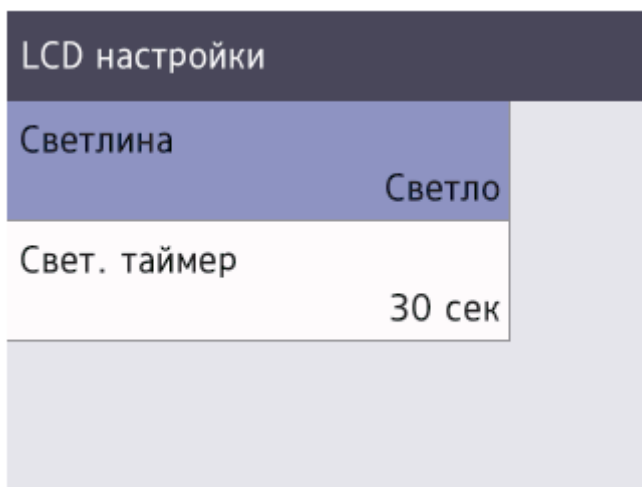 LCD настройки
Светлина
Светло
Свет. таймер
30 сек